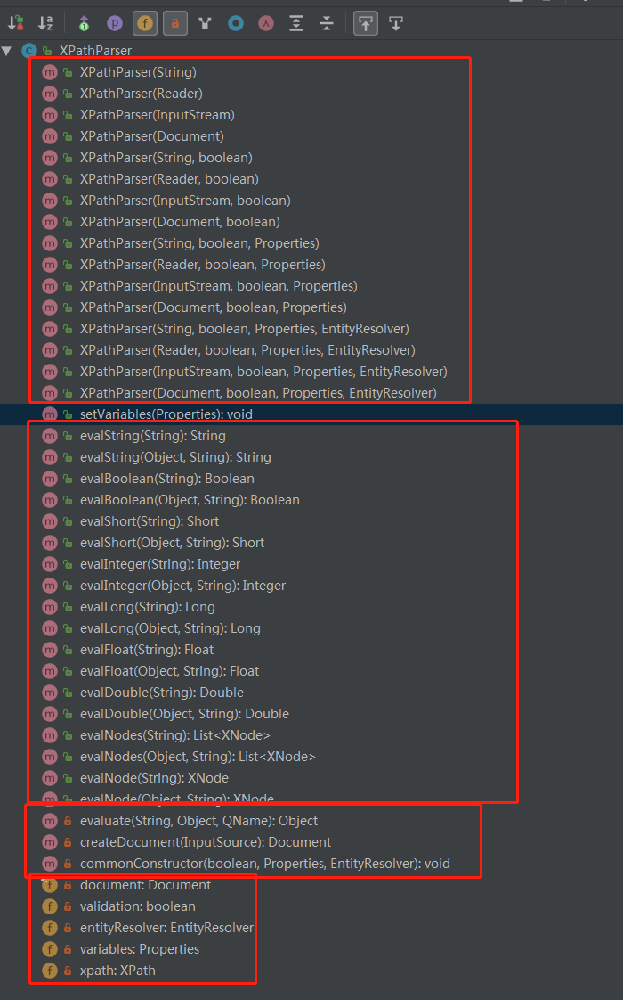 XPathParser
XPathParser(String)
XPathParser(Reader)
XPathParser(InputStream)
XPathParser(Document)
XPathParser(String, boolean)
XPathParser(Reader, boolean)
XPathParser(InputStream, boolean)
XPathParser(Document, boolean)
XPathParser(String, boolean, Properties)
XPathParser(Reader, boolean, Properties)
XPathParser(InputStream, boolean, Properties)
XPathParser(Document, boolean, Properties)
XPathParser(String, boolean, Properties, EntityResolver)
XPathParser(Reader, boolean, Properties, EntityResolver)
XPathParser(InputStream, boolean, Properties, EntityResolver)
XPathParser(Document, boolean, Properties, EntityResolver)
setVariables(Properties): void
evalString(String): String
evalString(Object, String): String
evalBoolean(String): Boolean
evalBoolean(Object, String): Boolean
evalShort(String): Short
evalShort(Object, String): Short
evalInteger(String): Integer
evalInteger(Object, String): Integer
evalLong(String): Long
evalLong(Object, String): Long
evalFloat(String): Float
evalFloat(Object, String): Float
evalDouble(String): Double
evalDouble(Object, String): Double
evalNodes(String): List<XNode>
evalNodes(Object, String): List<XNode>
evalNode(String): XNode
evalNode(Object, String): XNode
evaluate(String, Object, QName): Object
createDocument(InputSource): Document
commonConstructor(boolean, Properties, EntityResolver): void
document: Document
validation: boolean
entityResolver: EntityResolver
variables: Properties
xpath: XPath